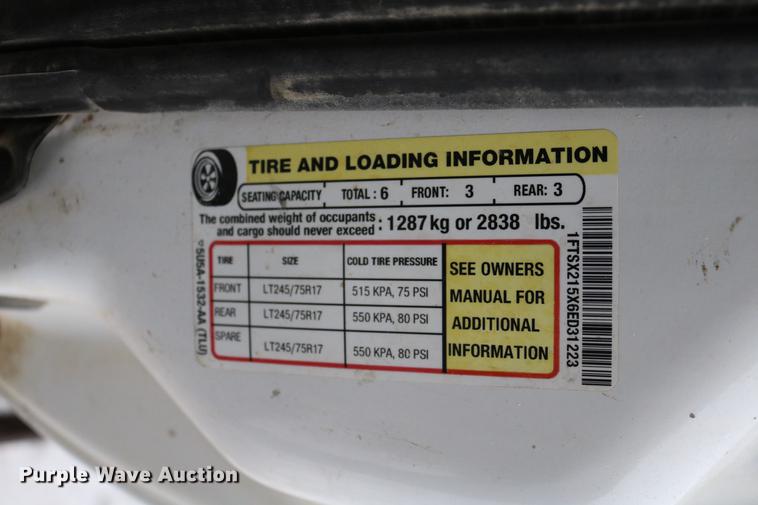 TIRE AND LOADING INFORMATION
SEATING CAPACITY TOTAL : 6 FRONT: 3 REAR: 3
The combined weight of occupants
and cargo should never exceed : 1287 kg or 2838 lbs.
TIRE SIZE COLD TIRE PRESSURE
FRONT LT245/75R17 515 KPA, 75 PSI
REAR LT245/75R17 550 KPA, 80 PSI
SPARE LT245/75R17 550 KPA, 80 PSI
SEE OWNERS
MANUAL FOR
ADDITIONAL
INFORMATION
5U5A-1532-AA (TLU)
1FTSX215X6ED31223
Purple Wave Auction